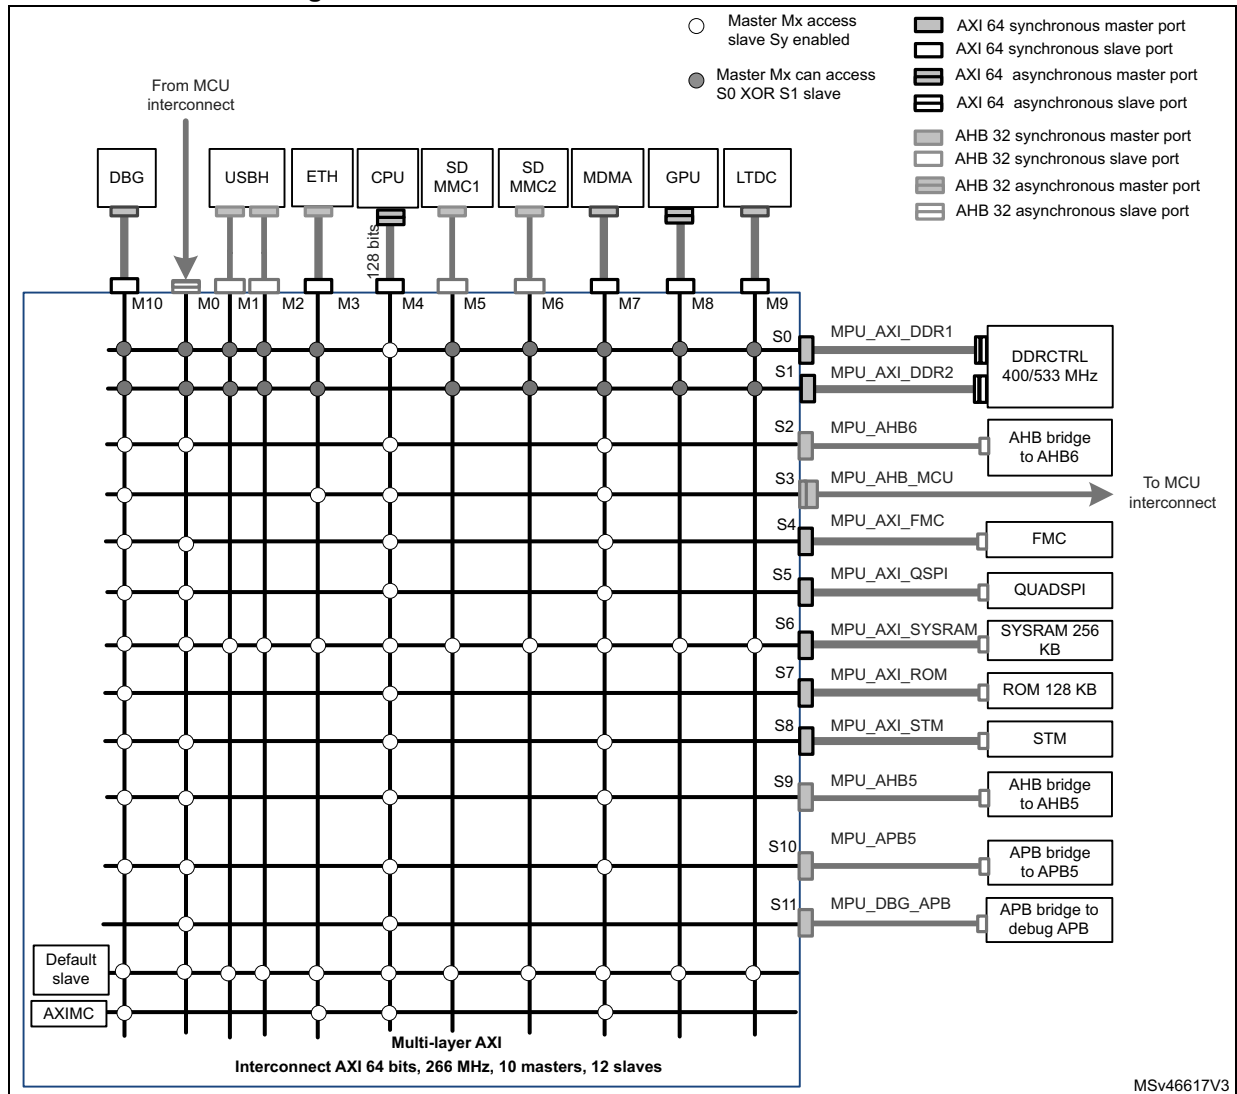 Master Mx access
slave Sy enabled
Master Mx can access
S0 XOR S1 slave
AXI 64 synchronous master port
AXI 64 synchronous slave port
AXI 64  asynchronous master port
AXI 64  asynchronous slave port
AHB 32 synchronous master port
AHB 32 synchronous slave port
AHB 32 asynchronous master port
AHB 32 asynchronous slave port
From MCU
interconnect
DBG
USBH
ETH
CPU
SD
MMC1
SD
MMC2
MDMA
GPU
LTDC
128 bits
M10
M0
M1
M2
M3
M4
M5
M6
M7
M8
M9
S0
MPU_AXI_DDR1
S1
MPU_AXI_DDR2
DDRCTRL
400/533 MHz
S2
MPU_AHB6
AHB bridge
to AHB6
S3
MPU_AHB_MCU
To MCU
interconnect
S4
MPU_AXI_FMC
FMC
S5
MPU_AXI_QSPI
QUADSPI
S6
MPU_AXI_SYSRAM
SYSRAM 256
KB
S7
MPU_AXI_ROM
ROM 128 KB
S8
MPU_AXI_STM
STM
S9
MPU_AHB5
AHB bridge
to AHB5
S10
MPU_APB5
APB bridge
to APB5
S11
MPU_DBG_APB
APB bridge to
debug APB
Default
slave
AXIMC
Multi-layer AXI
Interconnect AXI 64 bits, 266 MHz, 10 masters, 12 slaves
MSv46617V3